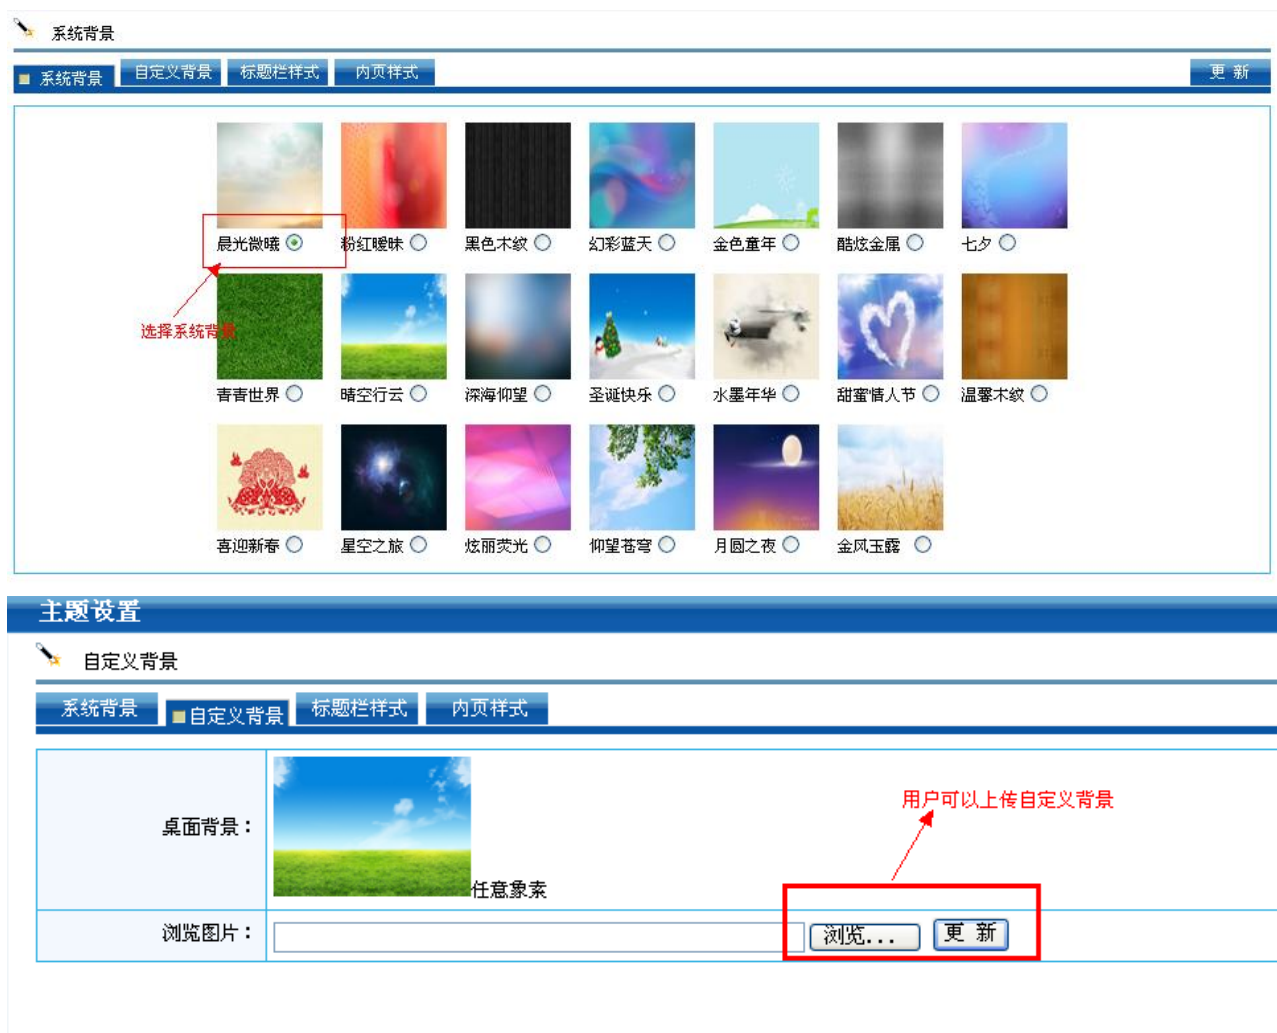 系统背景
系统背景 自定义背景 标题栏样式 内页样式 更 新
晨光微曦 粉红暧昧 黑色木纹 幻彩蓝天 金色童年 酷炫金属 七夕
选择系统背景
青青世界 晴空行云 深海仰望 圣诞快乐 水墨年华 甜蜜情人节 温馨木纹
喜迎新春 星空之旅 炫丽荧光 仰望苍穹 月圆之夜 金风玉露
主题设置
自定义背景
系统背景 自定义背景 标题栏样式 内页样式
用户可以上传自定义背景
桌面背景：
任意象素
浏览图片： 浏览... 更 新